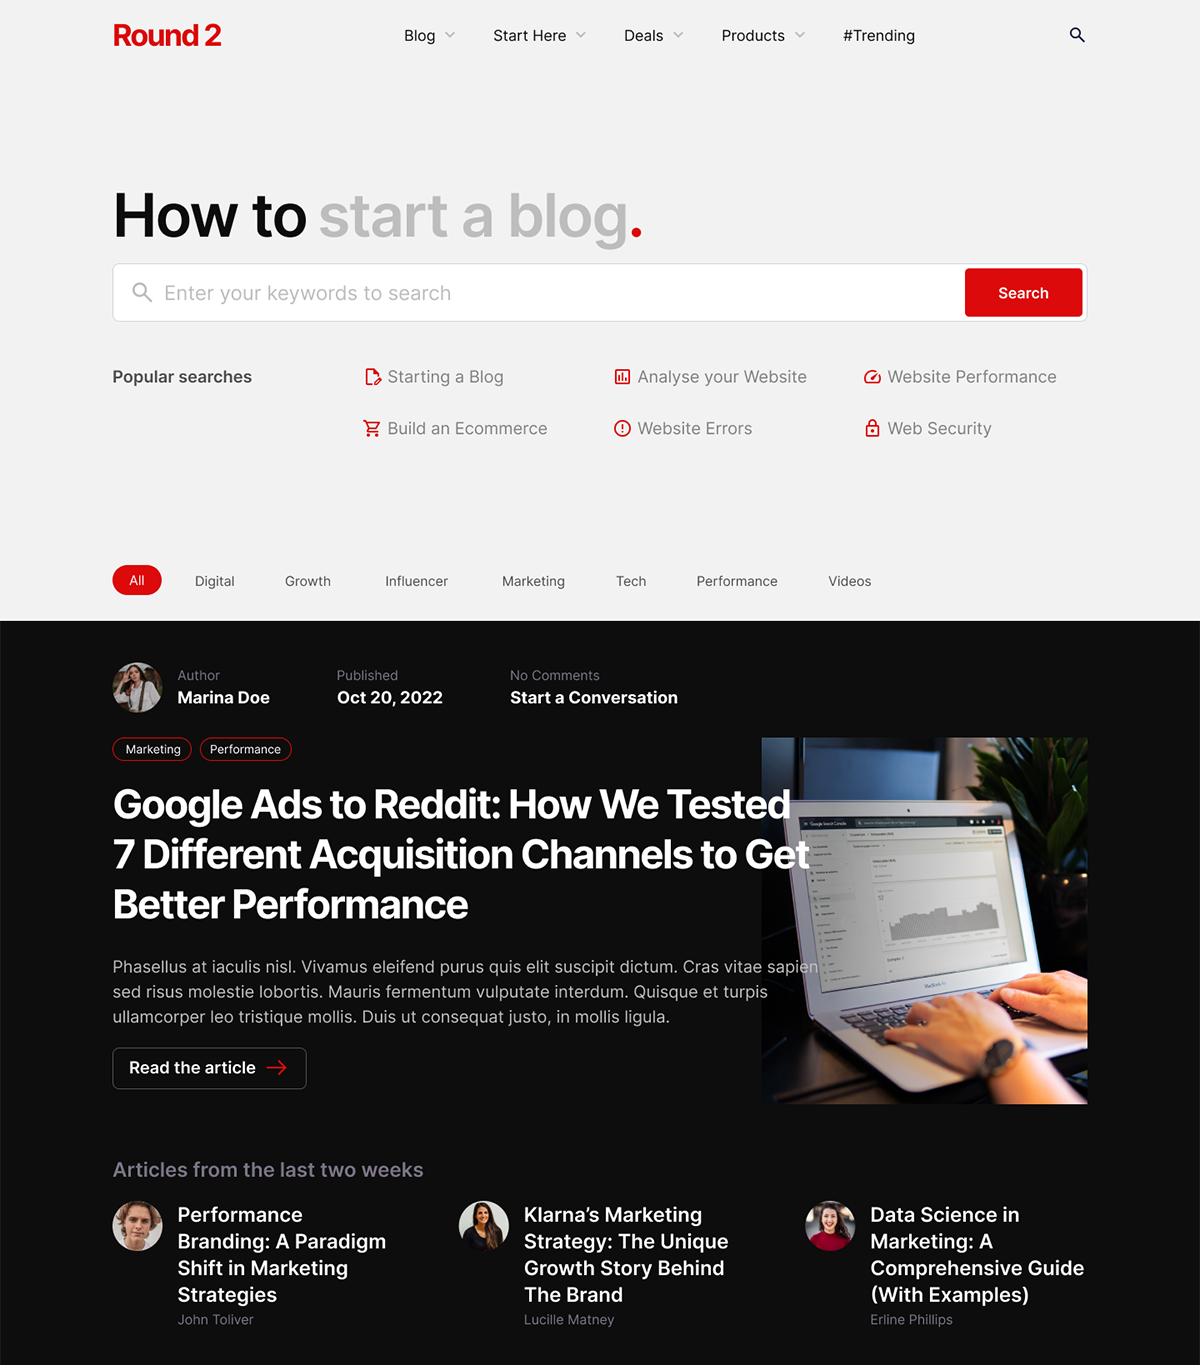 Round 2
Blog
Start Here
Deals
Products
#Trending
How to start a blog.
Enter your keywords to search
Search
Popular searches
Starting a Blog
Analyse your Website
Website Performance
Build an Ecommerce
Website Errors
Web Security
All
Digital
Growth
Influencer
Marketing
Tech
Performance
Videos
Author
Marina Doe
Published
Oct 20, 2022
No Comments
Start a Conversation
Marketing
Performance
Google Ads to Reddit: How We Tested
7 Different Acquisition Channels to Get
Better Performance
Phasellus at iaculis nisl. Vivamus eleifend purus quis elit suscipit dictum. Cras vitae sapien
sed risus molestie lobortis. Mauris fermentum vulputate interdum. Quisque et turpis
ullamcorper leo tristique mollis. Duis ut consequat justo, in mollis ligula.
Read the article
Google Search Console
MacBook Air
Articles from the last two weeks
Performance
Branding: A Paradigm
Shift in Marketing
Strategies
John Toliver
Klarna’s Marketing
Strategy: The Unique
Growth Story Behind
The Brand
Lucille Matney
Data Science in
Marketing: A
Comprehensive Guide
(With Examples)
Erline Phillips